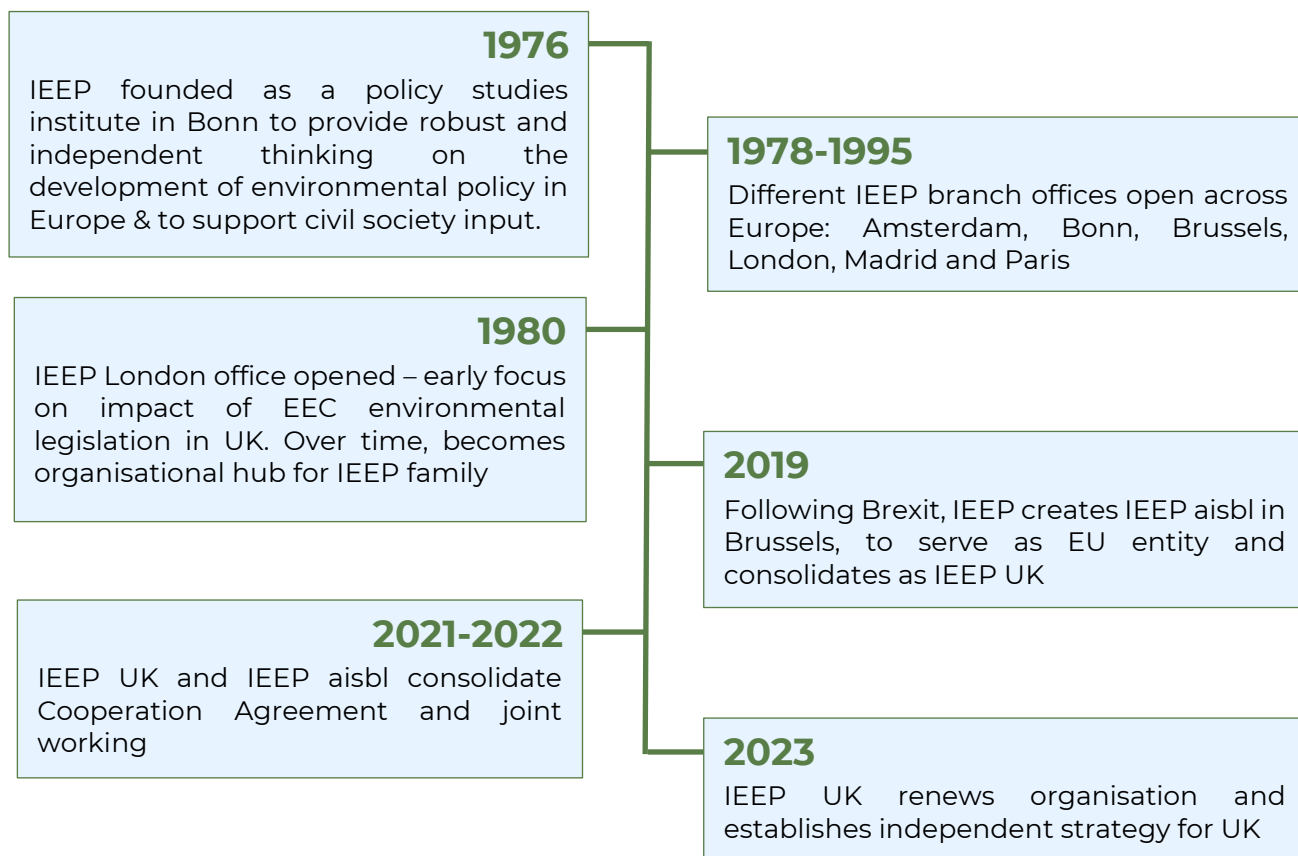 1976
IEEP founded as a policy studies
institute in Bonn to provide robust and
independent thinking on the
development of environmental policy in
Europe & to support civil society input.
1978-1995
Different IEEP branch offices open across
Europe: Amsterdam, Bonn, Brussels,
London, Madrid and Paris
1980
IEEP London office opened – early focus
on impact of EEC environmental
legislation in UK. Over time, becomes
organisational hub for IEEP family
2019
Following Brexit, IEEP creates IEEP aisbl in
Brussels, to serve as EU entity and
consolidates as IEEP UK
2021-2022
IEEP UK and IEEP aisbl consolidate
Cooperation Agreement and joint
working
2023
IEEP UK renews organisation and
establishes independent strategy for UK